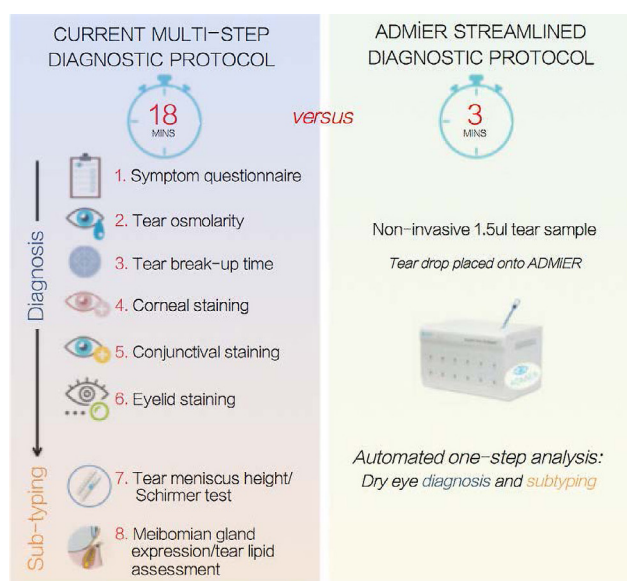 CURRENT MULTI-STEP
DIAGNOSTIC PROTOCOL
18
MINS
Diagnosis
1. Symptom questionnaire
2. Tear osmolarity
3. Tear break-up time
4. Corneal staining
5. Conjunctival staining
6. Eyelid staining
Sub-typing
7. Tear meniscus height/
Schirmer test
8. Meibomian gland
expression/tear lipid
assessment
versus
ADMiER STREAMLINED
DIAGNOSTIC PROTOCOL
3
MINS
Non-invasive 1.5ul tear sample
Tear drop placed onto ADMIER
ADMiER
Automated one-step analysis:
Dry eye diagnosis and subtyping